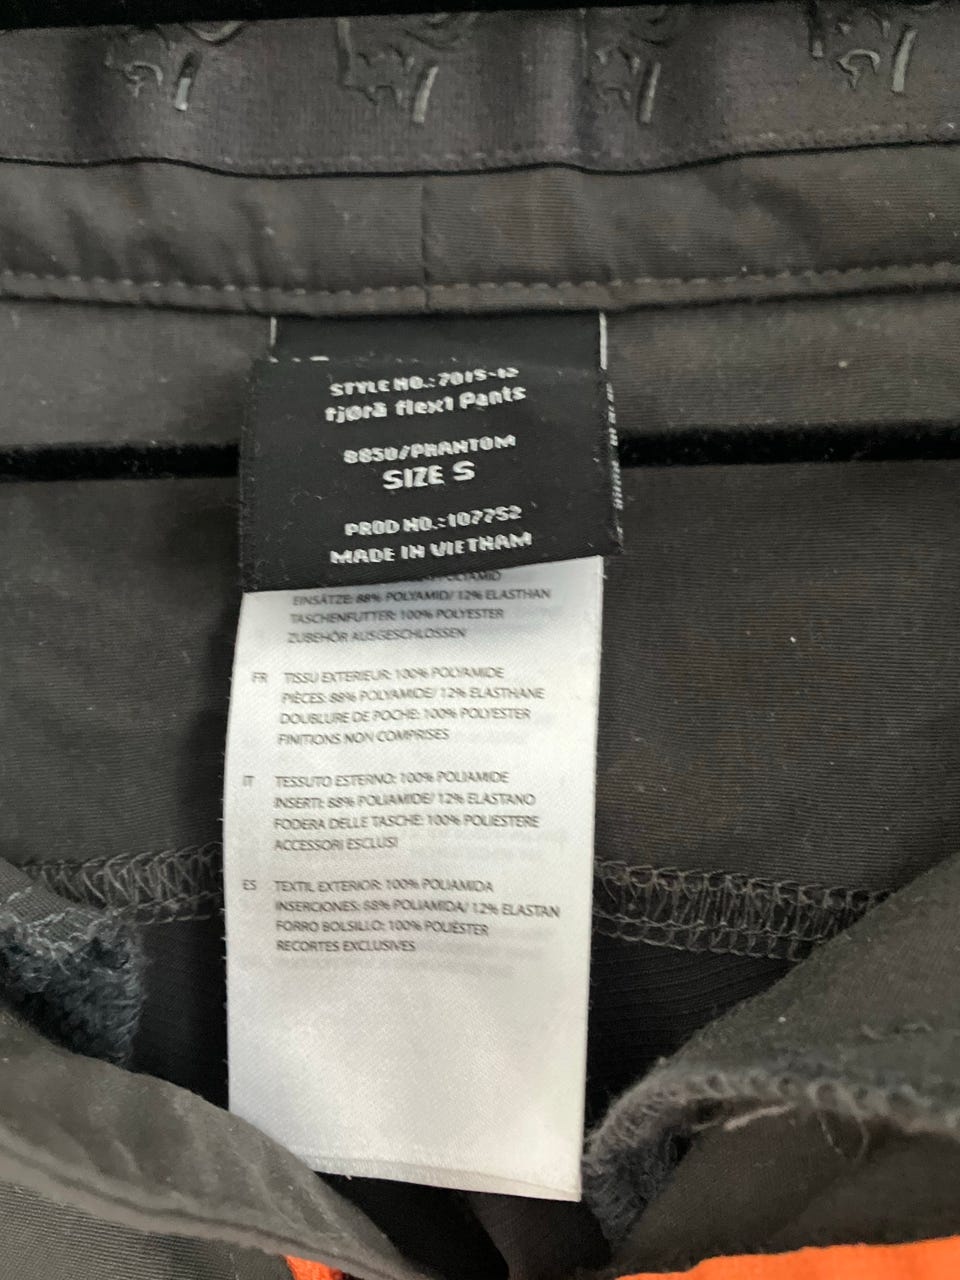 STYLE NO.: 7015-12
fjørå flex1 Pants
8850/PHANTOM
SIZE S
PROD NO.: 107752
MADE IN VIETNAM
POLYAMID
EINSÄTZE: 88% POLYAMID/ 12% ELASTHAN
TASCHENFUTTER: 100% POLYESTER
ZUBEHÖR AUSGESCHLOSSEN
FR TISSU EXTERIEUR: 100% POLYAMIDE
PIÈCES: 88% POLYAMIDE/ 12% ELASTHANE
DOUBLURE DE POCHE: 100% POLYESTER
FINITIONS NON COMPRISES
IT TESSUTO ESTERNO: 100% POLIAMIDE
INSERTI: 88% POLIAMIDE/ 12% ELASTANO
FODERA DELLE TASCHE: 100% POLIESTERE
ACCESSORI ESCLUSI
ES TEXTIL EXTERIOR: 100% POLIAMIDA
INSERCIONES: 88% POLIAMIDA/ 12% ELASTAN
FORRO BOLSILLO: 100% POLIESTER
RECORTES EXCLUSIVES